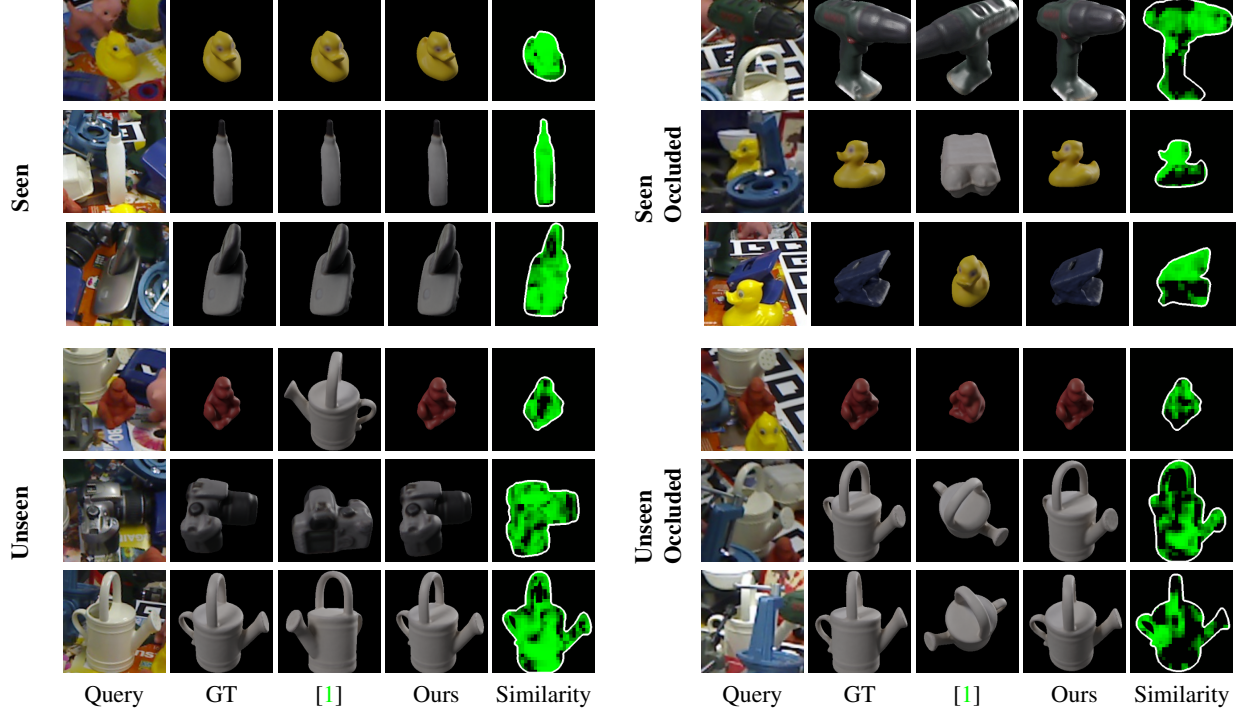 Seen
Unseen
Query GT [1] Ours Similarity
Seen
Occluded
Unseen
Occluded
Query GT [1] Ours Similarity